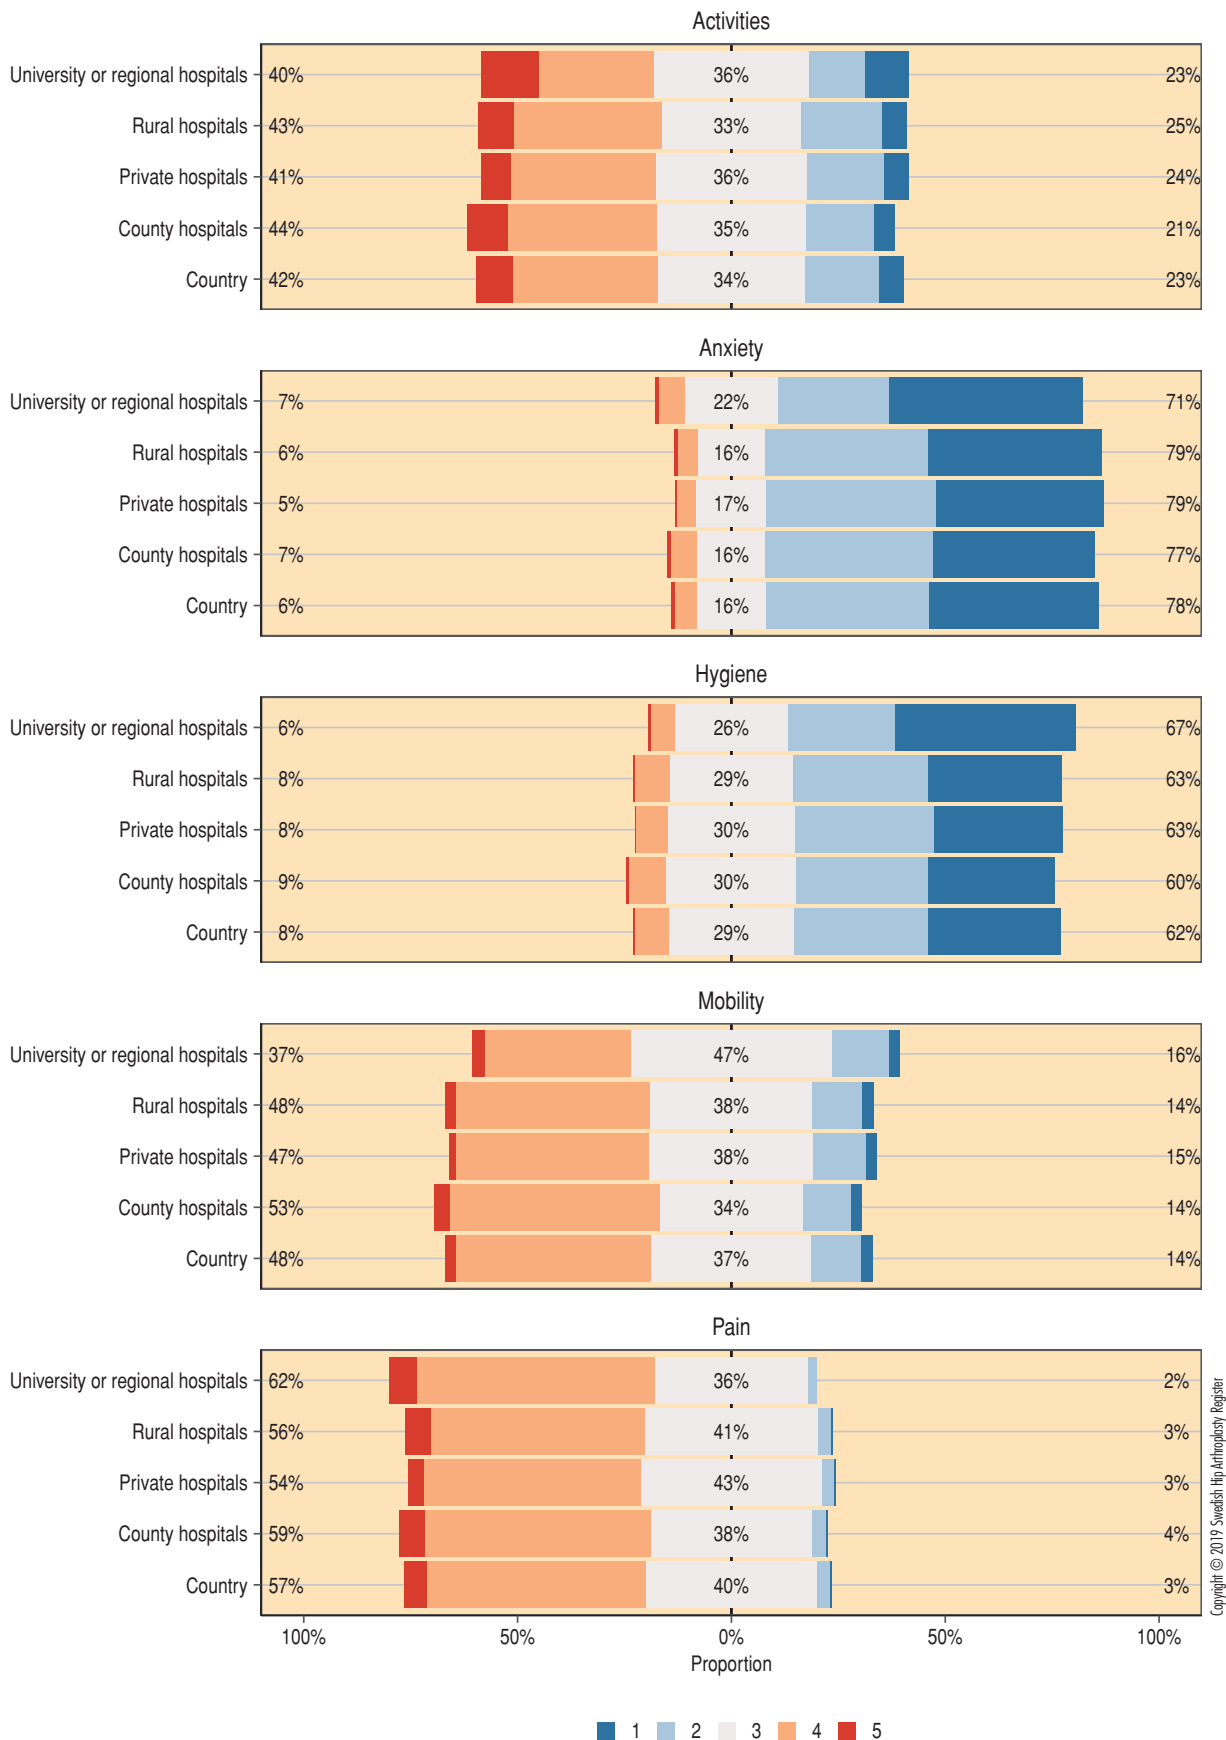 Activities
University or regional hospitals 40% 36% 23%
Rural hospitals 43% 33% 25%
Private hospitals 41% 36% 24%
County hospitals 44% 35% 21%
Country 42% 34% 23%
Anxiety
University or regional hospitals 7% 22% 71%
Rural hospitals 6% 16% 79%
Private hospitals 5% 17% 79%
County hospitals 7% 16% 77%
Country 6% 16% 78%
Hygiene
University or regional hospitals 6% 26% 67%
Rural hospitals 8% 29% 63%
Private hospitals 8% 30% 63%
County hospitals 9% 30% 60%
Country 8% 29% 62%
Mobility
University or regional hospitals 37% 47% 16%
Rural hospitals 48% 38% 14%
Private hospitals 47% 38% 15%
County hospitals 53% 34% 14%
Country 48% 37% 14%
Pain
University or regional hospitals 62% 36% 2%
Rural hospitals 56% 41% 3%
Private hospitals 54% 43% 3%
County hospitals 59% 38% 4%
Country 57% 40% 3%
100% 50% 0% 50% 100%
Proportion
1 2 3 4 5
Copyright © 2019 Swedish Hip Arthroplasty Register